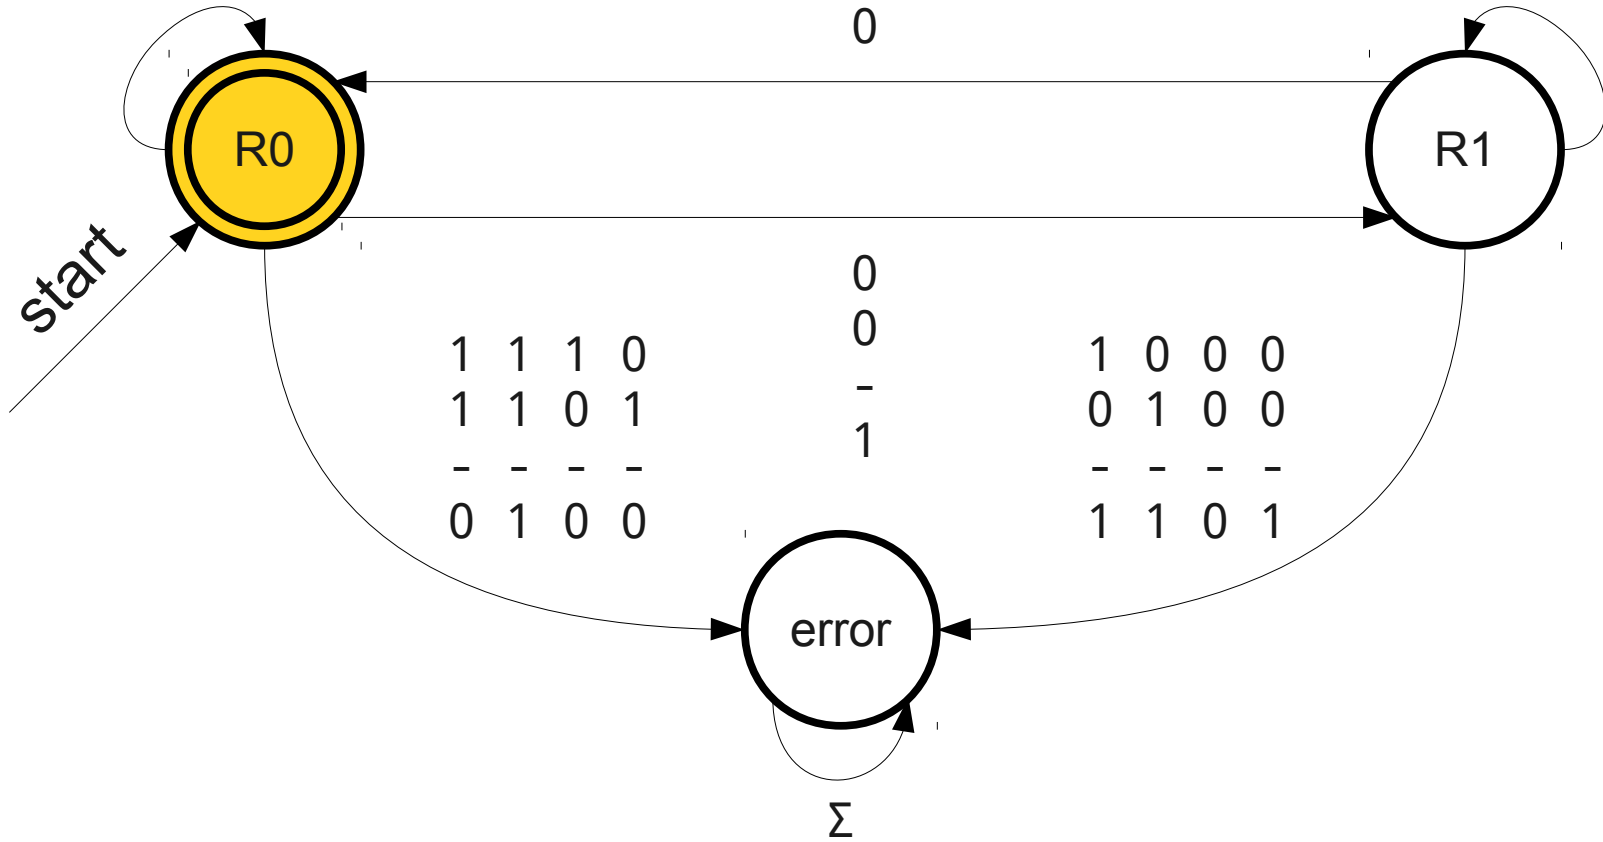 0
R0
R1
start
0
0
-
1
1 1 1 0
1 1 0 1
- - - -
0 1 0 0
1 0 0 0
0 1 0 0
- - - -
1 1 0 1
error
Σ